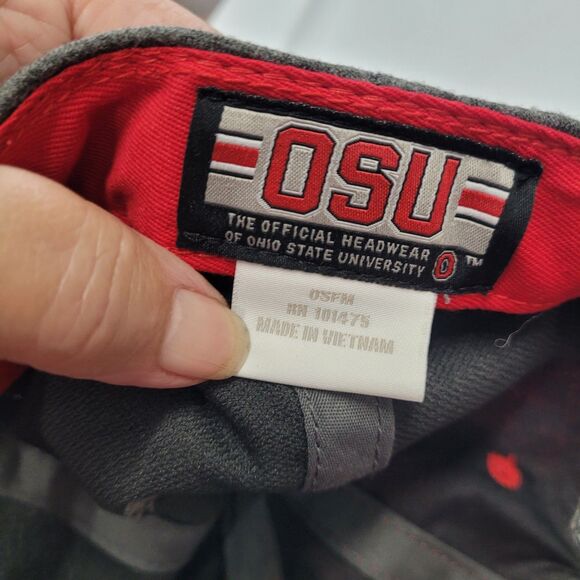 OSU
THE OFFICIAL HEADWEAR
OF OHIO STATE UNIVERSITY O ™
OSFM
RN 101475
MADE IN VIETNAM